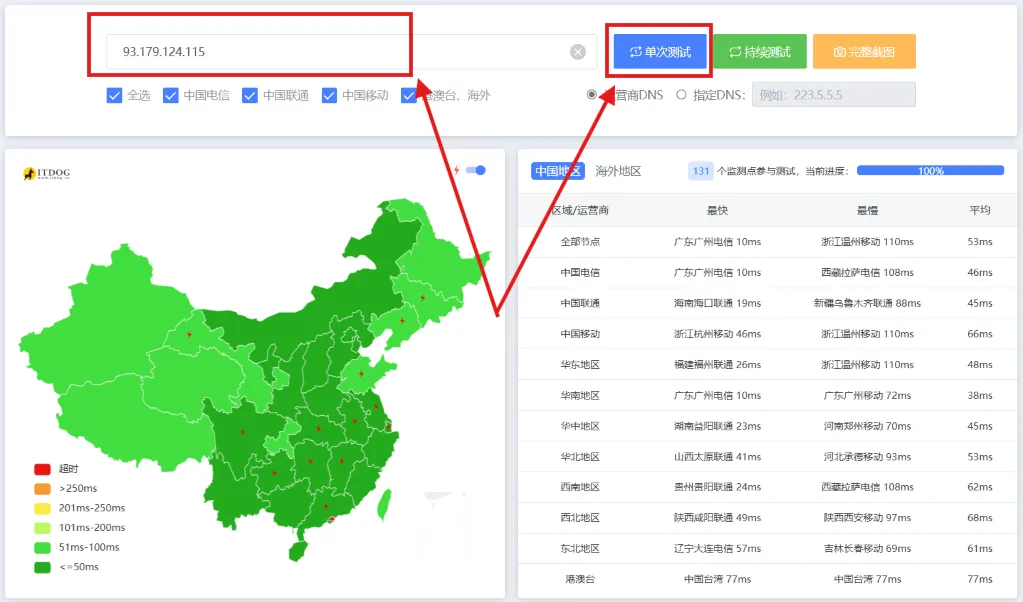 93.179.124.115
单次测试
持续测试
完整截图
全选 中国电信 中国联通 中国移动 港澳台、海外
营商DNS 指定DNS: 例如: 223.5.5.5
ITDOG
中国地区 海外地区 131 个监测点参与测试, 当前进度: 100%
区域/运营商 最快 最慢 平均
全部节点 广东广州电信 10ms 浙江温州移动 110ms 53ms
中国电信 广东广州电信 10ms 西藏拉萨电信 108ms 46ms
中国联通 海南海口联通 19ms 新疆乌鲁木齐联通 88ms 45ms
中国移动 浙江杭州移动 46ms 浙江温州移动 110ms 66ms
华东地区 福建福州联通 26ms 浙江温州移动 110ms 48ms
华南地区 广东广州电信 10ms 广东广州移动 72ms 38ms
华中地区 湖南益阳联通 23ms 河南郑州移动 70ms 45ms
华北地区 山西太原联通 41ms 河北承德移动 93ms 53ms
西南地区 贵州贵阳联通 24ms 西藏拉萨电信 108ms 62ms
西北地区 陕西咸阳联通 49ms 陕西西安移动 97ms 68ms
东北地区 辽宁大连电信 57ms 吉林长春移动 69ms 61ms
港澳台 中国台湾 77ms 中国台湾 77ms 77ms
超时
>250ms
201ms-250ms
101ms-200ms
51ms-100ms
<=50ms